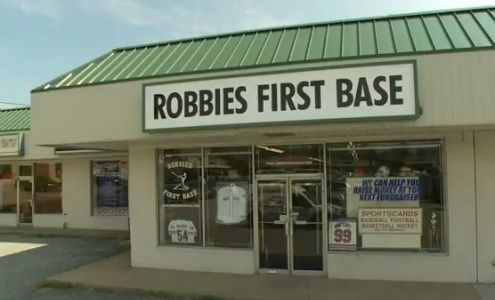 ROBBIES FIRST BASE
ROBBIES
FIRST BASE
54
99
WE CAN HELP YOU
RAISE MONEY AT YOUR
NEXT FUNDRAISER
SPORTSCARDS
BASEBALL FOOTBALL
BASKETBALL HOCKEY